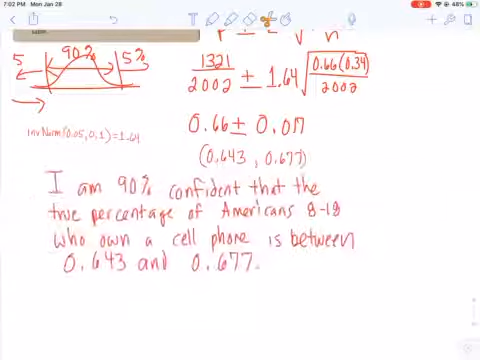 7:02 PM Mon Jan 28
48%
90%
5
5%
1321/2002 ± 1.64 √(0.66(0.34)/2002)
0.66 ± 0.017
InvNorm(0.05,0,1)=1.64
(0.643, 0.677)
I am 90% confident that the
true percentage of Americans 8-18
who own a cell phone is between
0.643 and 0.677.